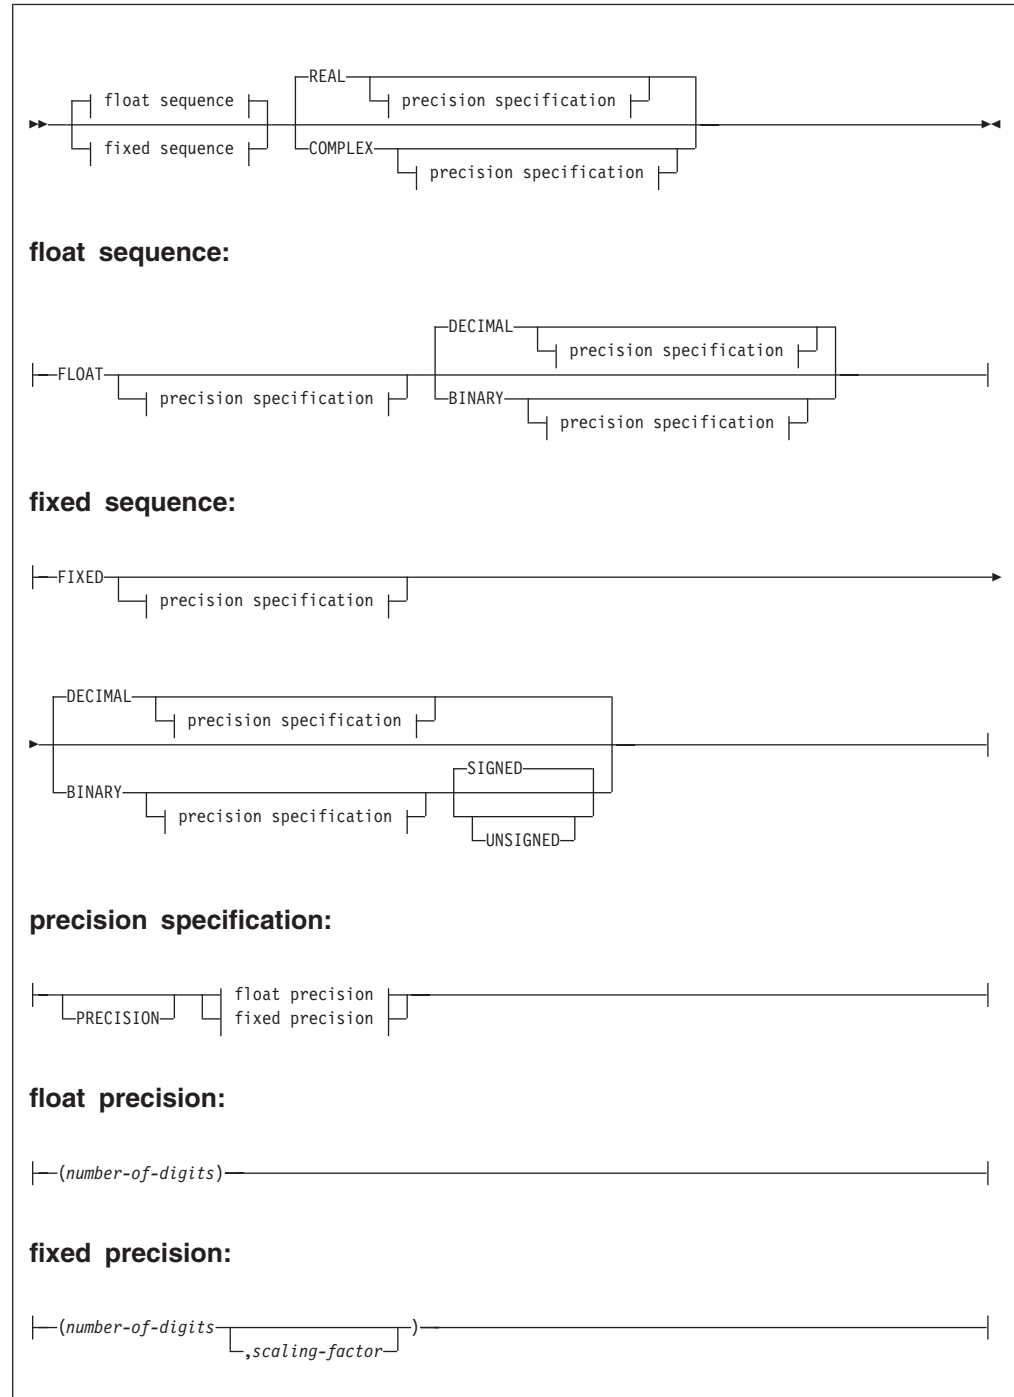 REAL
float sequence
precision specification
fixed sequence
COMPLEX
precision specification
float sequence:
DECIMAL
precision specification
FLOAT
precision specification
BINARY
precision specification
fixed sequence:
FIXED
precision specification
DECIMAL
precision specification
SIGNED
BINARY
precision specification
UNSIGNED
precision specification:
float precision
PRECISION
fixed precision
float precision:
(number-of-digits)
fixed precision:
(number-of-digits )
,scaling-factor